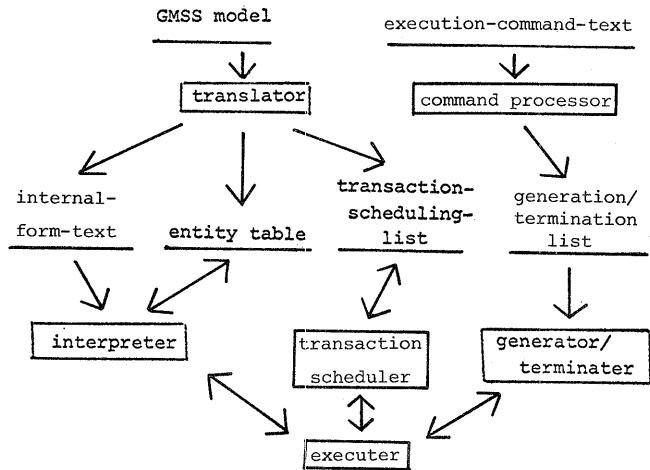 GMSS model
execution-command-text
translator
command processor
internal-
form-text
entity table
transaction-
scheduling-
list
generation/
termination
list
interpreter
transaction
scheduler
generator/
terminater
executer